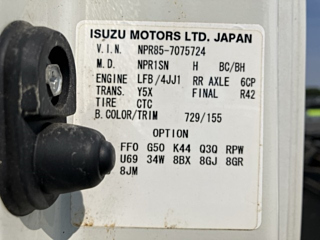 ISUZU MOTORS LTD. JAPAN
V.I.N. NPR85-7075724
M.D. NPR1SN H BC/BH
ENGINE LFB/4JJ1 RR AXLE 6CP
TRANS. Y5X FINAL R42
TIRE CTC
B.COLOR/TRIM 729/155
OPTION
FF0 G50 K44 Q3Q RPW
U69 34W 8BX 8GJ 8GR
8JM